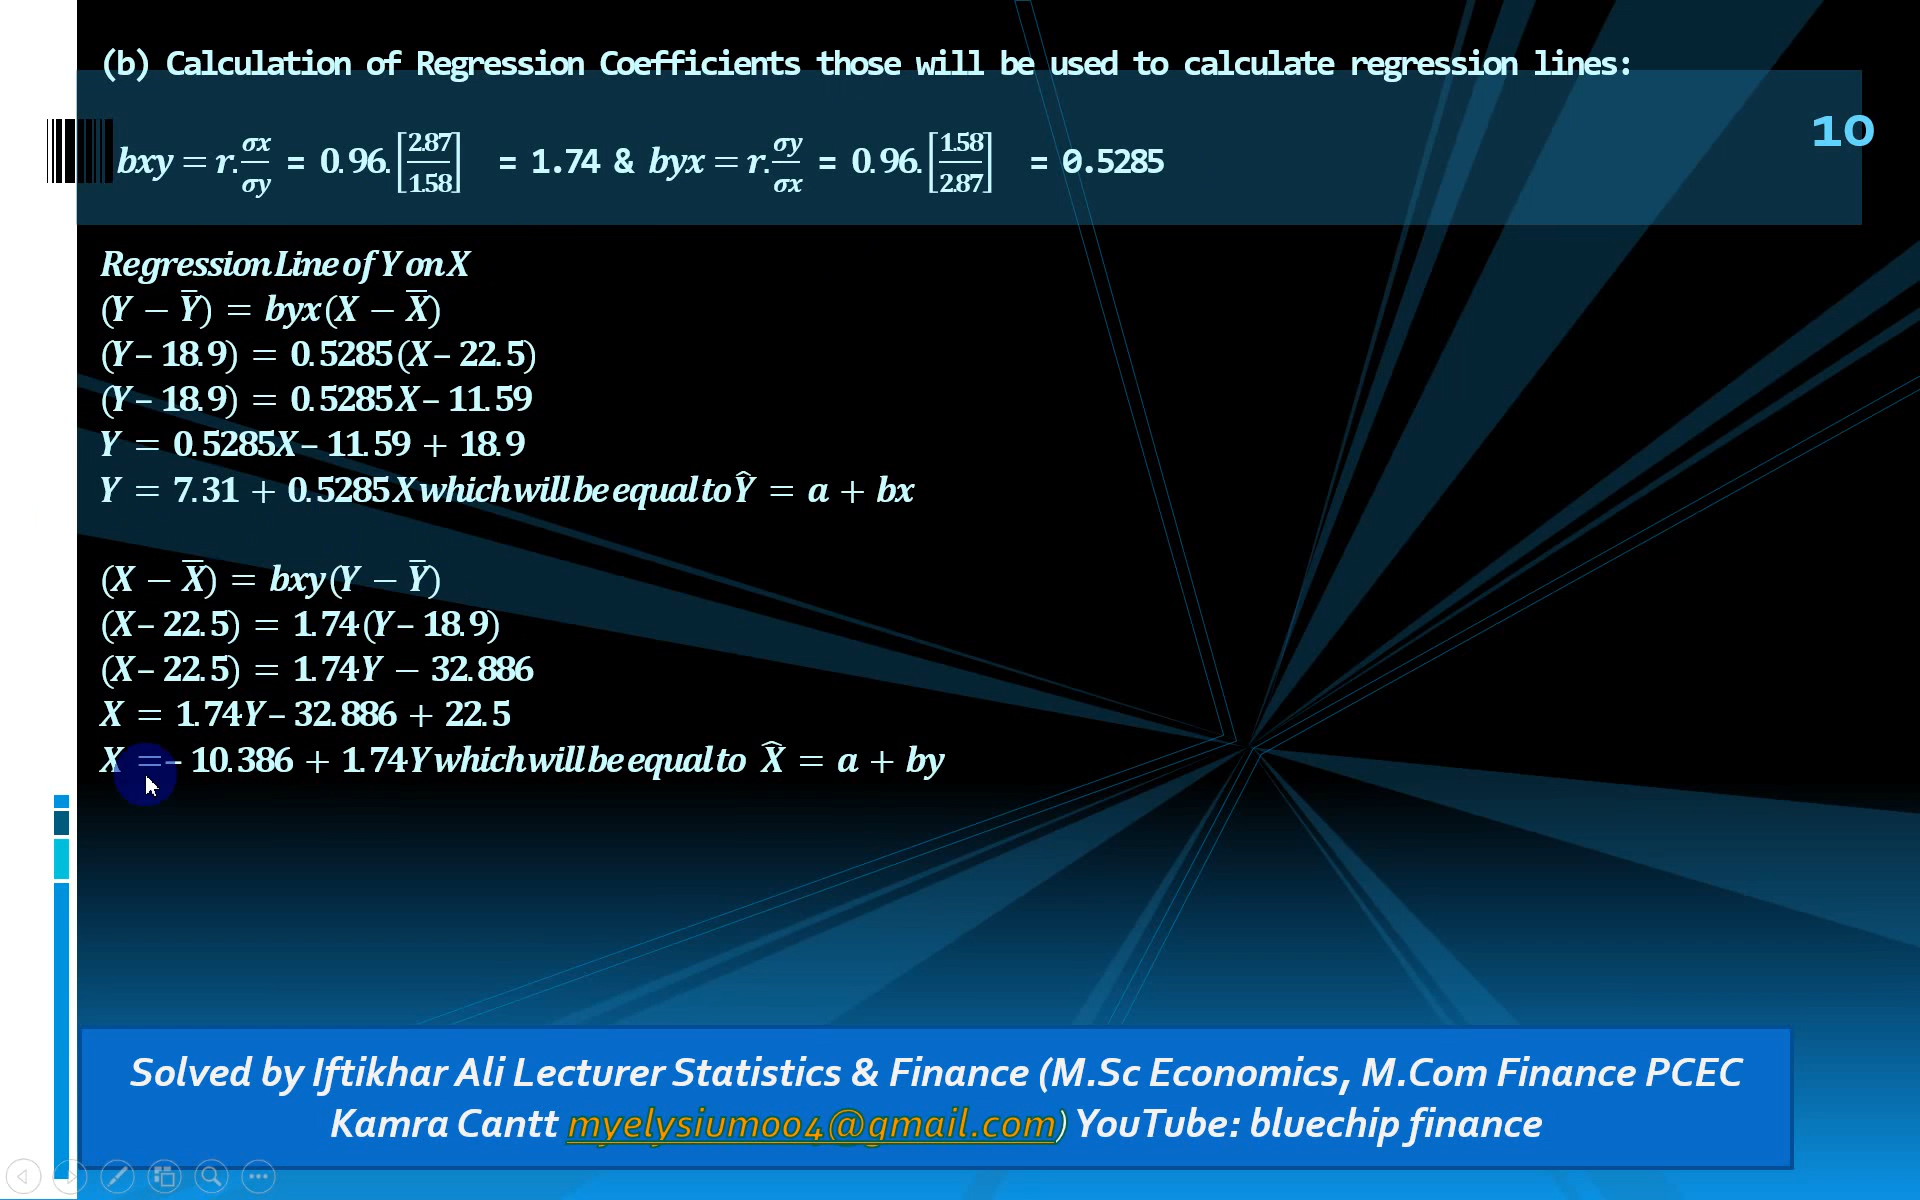 (b) Calculation of Regression Coefficients those will be used to calculate regression lines:
10
bxy = r.σx/σy = 0.96.[2.87/1.58] = 1.74 & byx = r.σy/σx = 0.96.[1.58/2.87] = 0.5285
Regression Line of Y on X
(Y − Ȳ) = byx(X − X̄)
(Y – 18.9) = 0.5285(X – 22.5)
(Y – 18.9) = 0.5285X – 11.59
Y = 0.5285X – 11.59 + 18.9
Y = 7.31 + 0.5285X which will be equal to Ŷ = a + bx
(X − X̄) = bxy(Y − Ȳ)
(X – 22.5) = 1.74(Y – 18.9)
(X – 22.5) = 1.74Y − 32.886
X = 1.74Y – 32.886 + 22.5
X = – 10.386 + 1.74Y which will be equal to X̂ = a + by
Solved by Iftikhar Ali Lecturer Statistics & Finance (M.Sc Economics, M.Com Finance PCEC
Kamra Cantt myelysium004@gmail.com) YouTube: bluechip finance